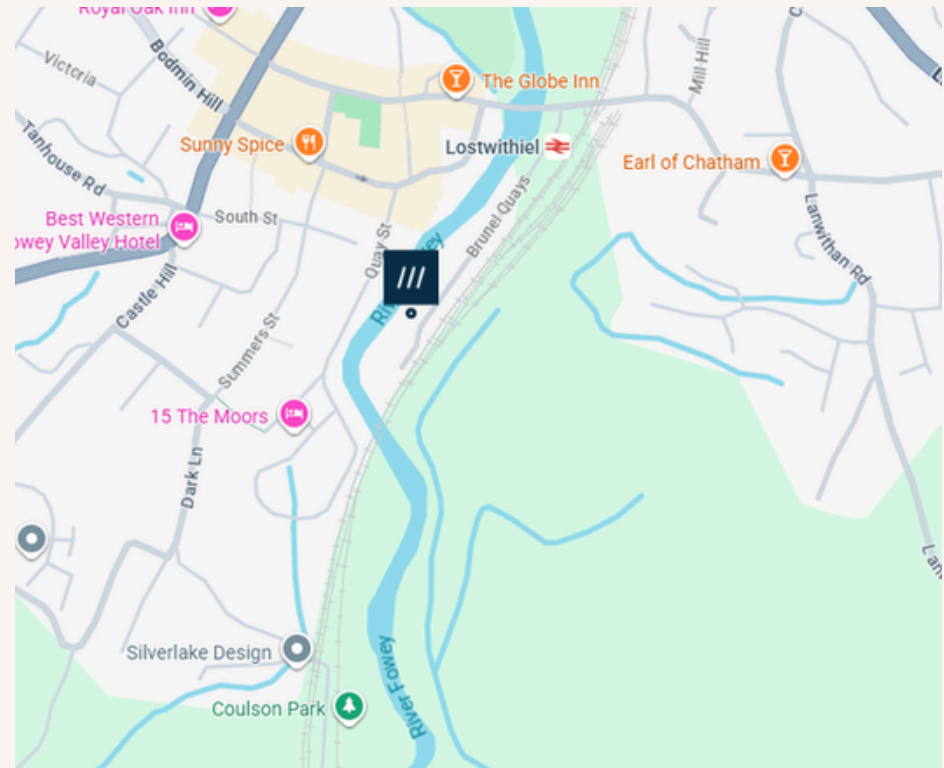 Royal Oak Inn
Bodmin Hill
Victoria
The Globe Inn
Mill Hill
Sunny Spice
Lostwithiel
Earl of Chatham
Tanhouse Rd
Best Western
owey Valley Hotel
South St
Quay St
Brunel Quays
Lanwithan Rd
Castle Hill
Summers St
15 The Moors
Dark Ln
Silverlake Design
Coulson Park
River Fowey